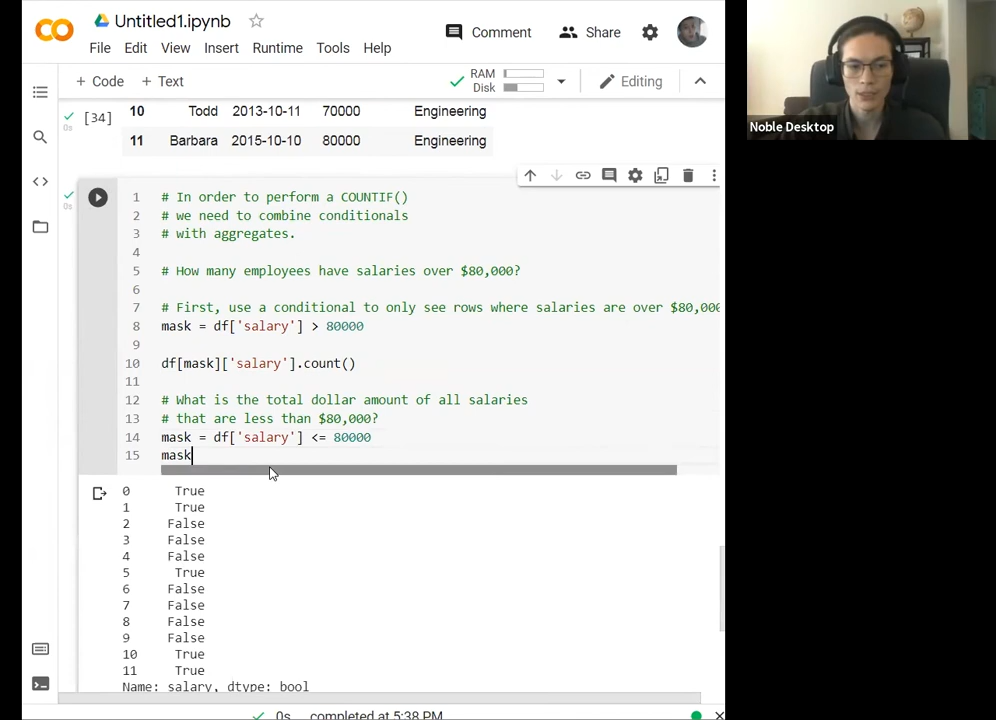 Untitled1.ipynb
Comment
Share
File Edit View Insert Runtime Tools Help
+ Code + Text
RAM
Disk
Editing
Noble Desktop
[34]
0s
10 Todd 2013-10-11 70000 Engineering
11 Barbara 2015-10-10 80000 Engineering
0s
1 # In order to perform a COUNTIF()
2 # we need to combine conditionals
3 # with aggregates.
4
5 # How many employees have salaries over $80,000?
6
7 # First, use a conditional to only see rows where salaries are over $80,000
8 mask = df['salary'] > 80000
9
10 df[mask]['salary'].count()
11
12 # What is the total dollar amount of all salaries
13 # that are less than $80,000?
14 mask = df['salary'] <= 80000
15 mask
0 True
1 True
2 False
3 False
4 False
5 True
6 False
7 False
8 False
9 False
10 True
11 True
Name: salary, dtype: bool
0s completed at 5:38 PM